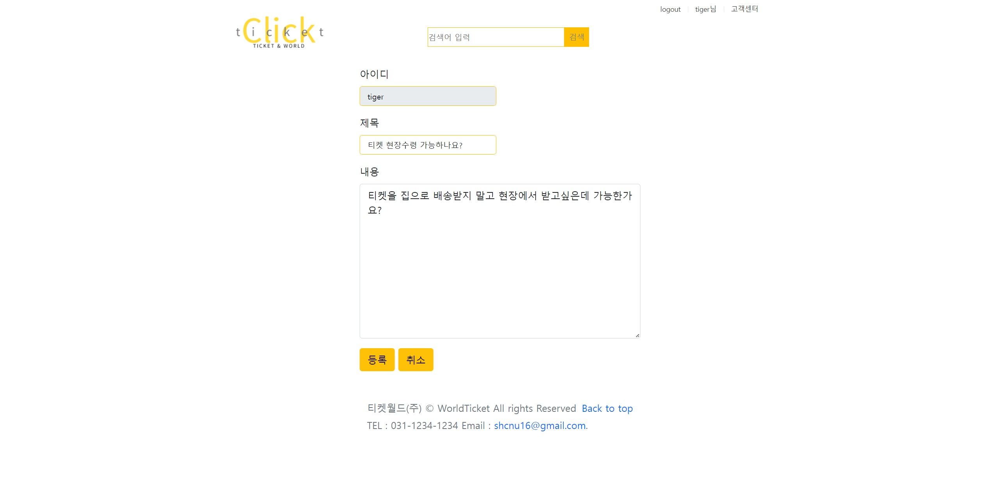 logout tiger님 고객센터
Click
ticket
TICKET & WORLD
검색어 입력 검색
아이디
tiger
제목
티켓 현장수령 가능하나요?
내용
티켓을 집으로 배송받지 말고 현장에서 받고싶은데 가능한가
요?
등록 취소
티켓월드(주) © WorldTicket All rights Reserved Back to top
TEL : 031-1234-1234 Email : shcnu16@gmail.com.